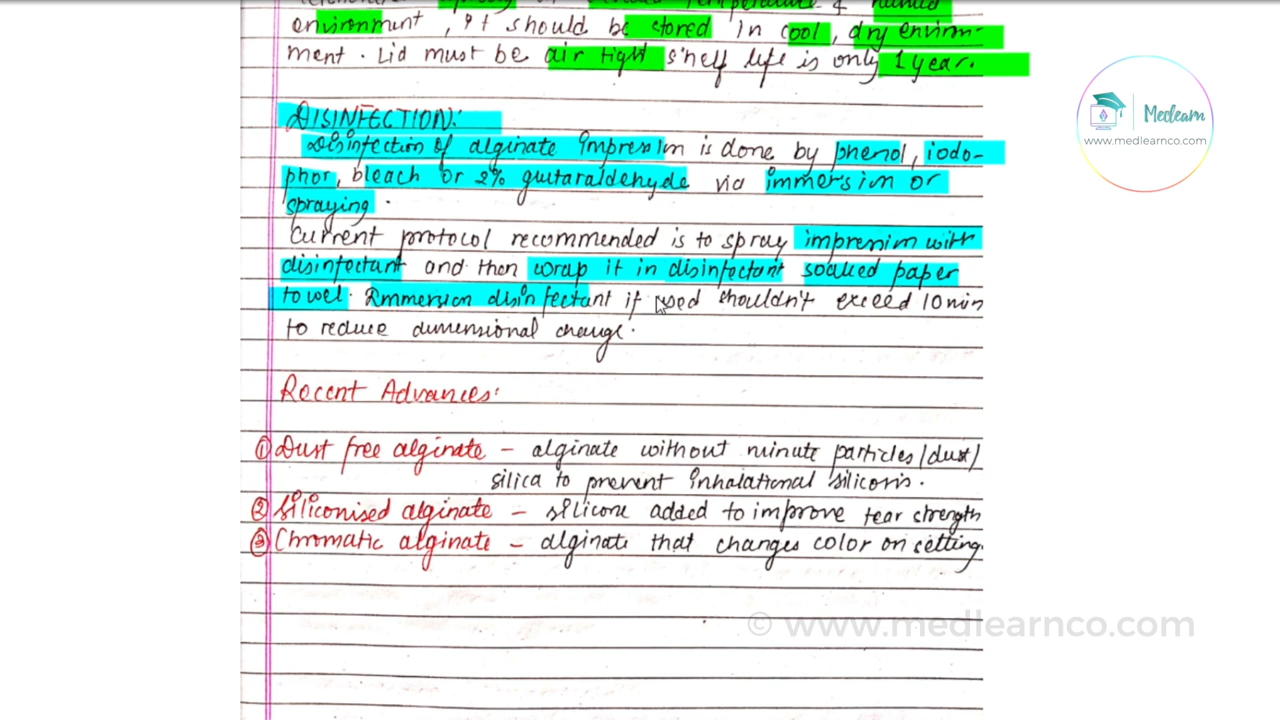 environment, it should be stored in cool, dry environ-
ment. Lid must be air tight shelf life is only 1 year.
DISINFECTION:
Disinfection of alginate impression is done by phenol, iodo-
phor, bleach or 2% glutaraldehyde via immersion or
spraying.
Current protocol recommended is to spray impression with
disinfectant and then wrap it in disinfectant soaked paper
towel. Immersion disinfectant if used shouldn't exceed 10 min
to reduce dimensional change.
Recent Advances:
① Dust free alginate - alginate without minute particles/dust/
silica to prevent inhalational silicosis.
② Siliconised alginate - silicone added to improve tear strength
③ Chromatic alginate - alginate that changes color on setting.
Medlearn
www.medlearnco.com
© www.medlearnco.com